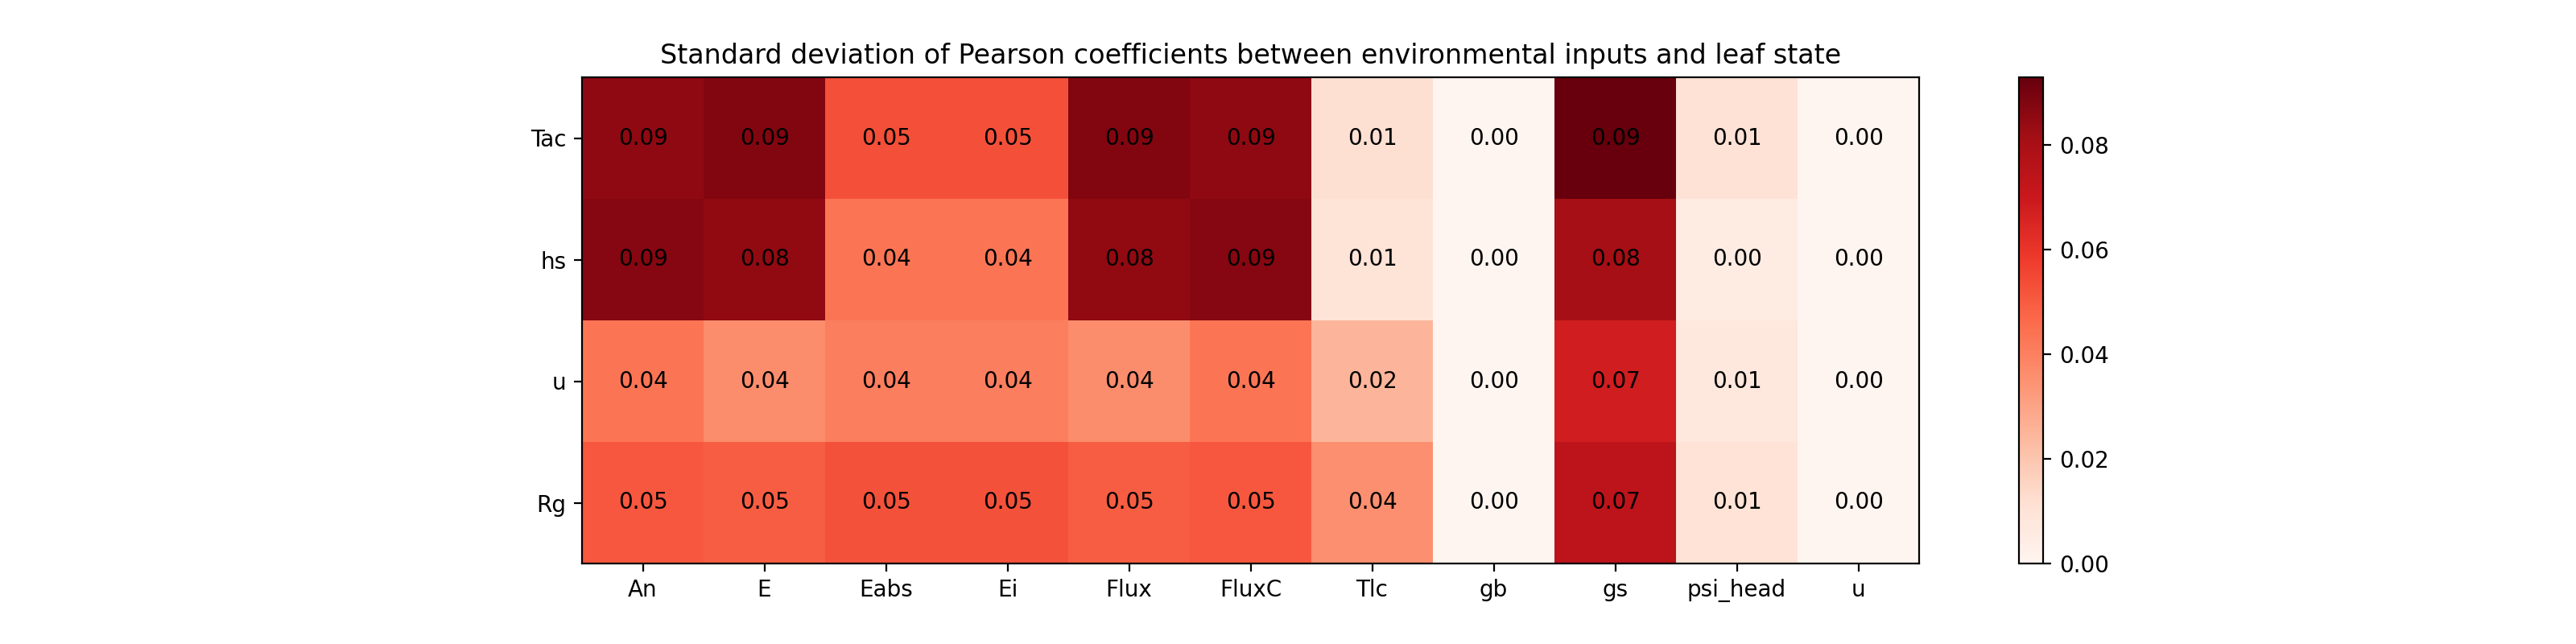 Standard deviation of Pearson coefficients between environmental inputs and leaf state
Tac 0.09 0.09 0.05 0.05 0.09 0.09 0.01 0.00 0.09 0.01 0.00
hs 0.09 0.08 0.04 0.04 0.08 0.09 0.01 0.00 0.08 0.00 0.00
u 0.04 0.04 0.04 0.04 0.04 0.04 0.02 0.00 0.07 0.01 0.00
Rg 0.05 0.05 0.05 0.05 0.05 0.05 0.04 0.00 0.07 0.01 0.00
An E Eabs Ei Flux FluxC Tlc gb gs psi_head u
0.08
0.06
0.04
0.02
0.00